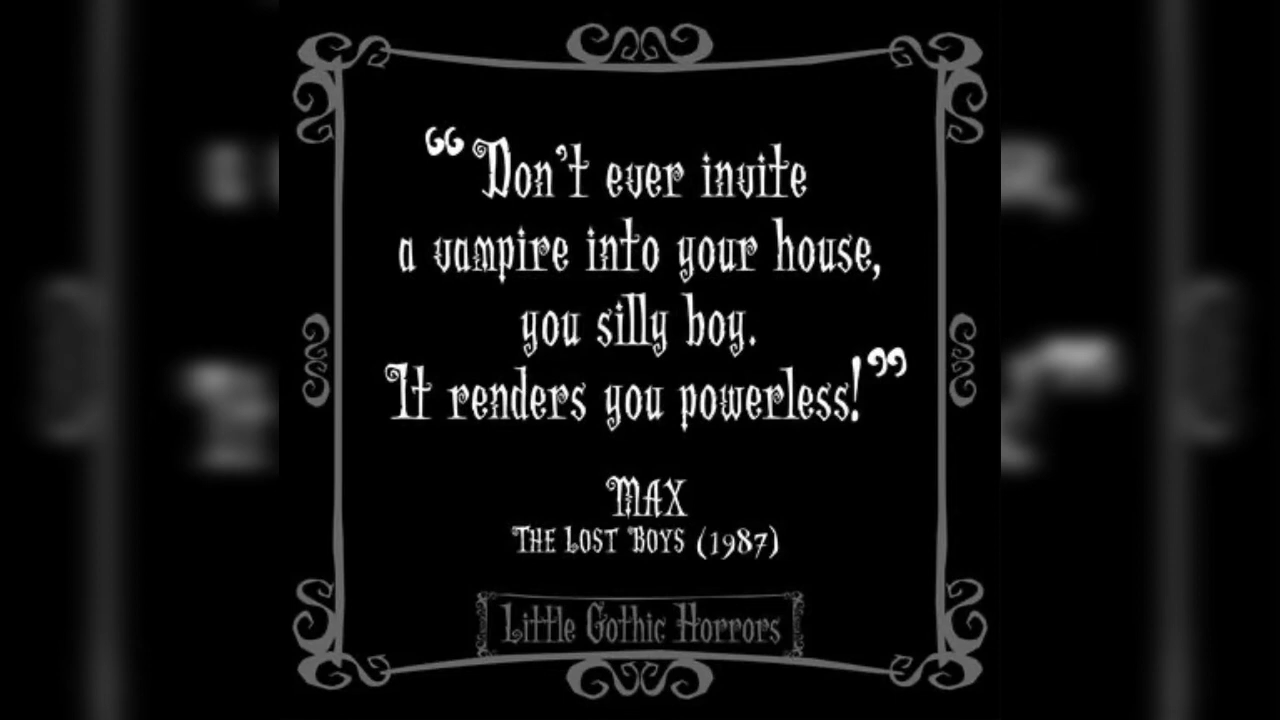 “Don’t ever invite
a vampire into your house,
you silly boy.
It renders you powerless!”
MAX
THE LOST BOYS (1987)
Little Gothic Horrors